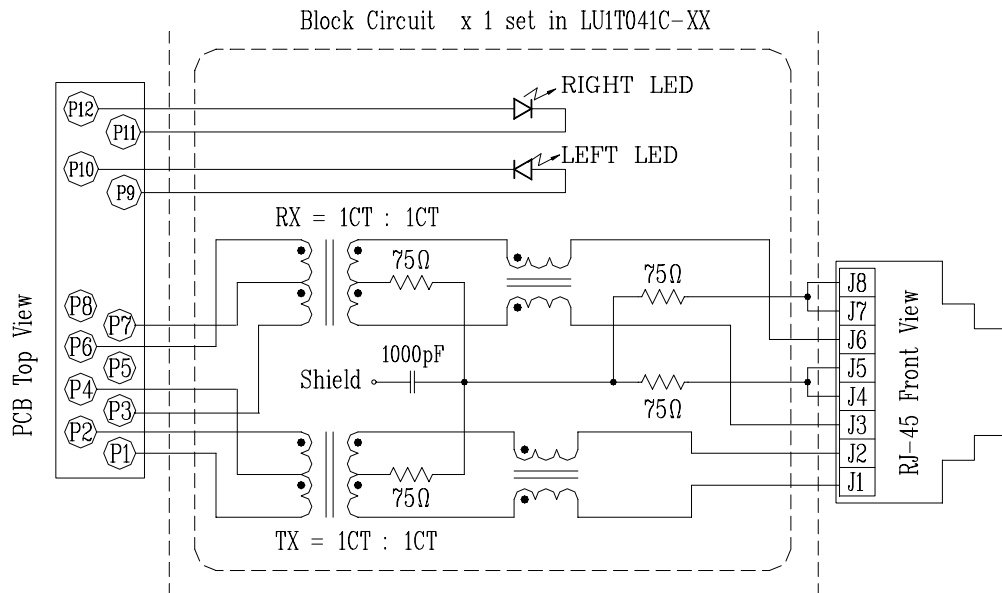 Block Circuit x 1 set in LU1T041C-XX
RIGHT LED
P12
P11
LEFT LED
P10
P9
RX = 1CT : 1CT
75Ω
75Ω
P8
P7
P6
P5
P4
P3
P2
P1
PCB Top View
1000pF
Shield
75Ω
75Ω
TX = 1CT : 1CT
J8
J7
J6
J5
J4
J3
J2
J1
RJ-45 Front View